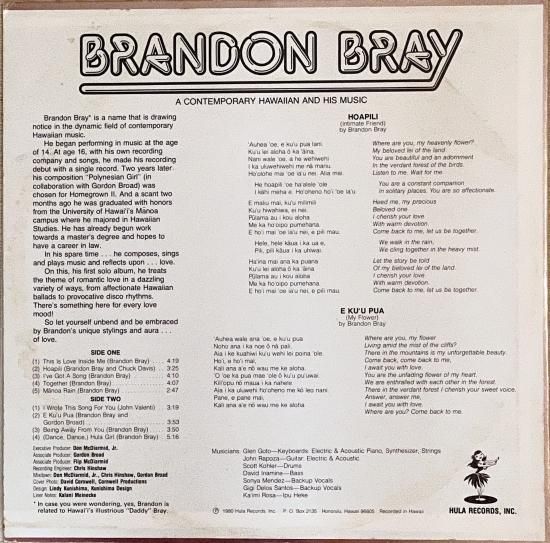 BRANDON BRAY
A CONTEMPORARY HAWAIIAN AND HIS MUSIC
Brandon Bray* is a name that is drawing
notice in the dynamic field of contemporary
Hawaiian music.
He began performing in music at the age
of 14. At age 16, with his own recording
company and songs, he made his recording
debut with a single record. Two years later
his composition "Polynesian Girl" (in
collaboration with Gordon Broad) was
chosen for Homegrown II. And a scant two
months ago he was graduated with honors
from the University of Hawaii's Mānoa
campus where he majored in Hawaiian
Studies. He has already begun work
towards a master's degree and hopes to
have a career in law.
In his spare time . . . he composes, sings
and plays music and reflects upon . . . love.
On this, his first solo album, he treats
the theme of romantic love in a dazzling
variety of ways, from affectionate Hawaiian
ballads to provocative disco rhythms.
There's something here for every love
mood!
So let yourself unbend and be embraced
by Brandon's unique stylings and aura . . .
of love.
SIDE ONE
(1) This Is Love Inside Me (Brandon Bray) . . . . 4:19
(2) Hoapili (Brandon Bray and Chuck Davis) . . 3:25
(3) I've Got A Song (Brandon Bray) . . . . 4:16
(4) Together (Brandon Bray) . . . . 4:07
(5) Mānoa Rain (Brandon Bray) . . . . 2:47
SIDE TWO
(1) I Wrote This Song For You (John Valenti) . . 3:19
(2) E Ku'u Pua (Brandon Bray and
Gordon Broad) . . . . 3:53
(3) Being Away From You (Brandon Bray) . . . . 3:50
(4) (Dance, Dance,) Hula Girl (Brandon Bray) . . 5:16
Executive Producer: Don McDiarmid, Jr.
Associate Producer: Gordon Broad
Associate Producer: Flip McDiarmid
Recording Engineer: Chris Hinshaw
Mixdown: Don McDiarmid, Jr., Chris Hinshaw, Gordon Broad
Cover Photo: David Cornwell, Cornwell Productions
Design: Lindy Kunishima, Kunishima Design
Liner Notes: Kalani Meinecke
* In case you were wondering, yes, Brandon is
related to Hawai'i's illustrious "Daddy" Bray.
HOAPILI
(Intimate Friend)
by Brandon Bray
'Auhea 'oe, e ku'u pua lani.
Ku'u lei aloha ō ka 'āina,
Nani wale 'oe, a he wehiwehi
I ka uluwehiwehi me nā manu.
Ho'olohe mai 'oe ia'u nei. Alia mai.
He hoapili 'oe ha'alele 'ole
I kāhi meha e. Ho'oheno ho'i 'oe ia'u
E maliu mai, ku'u milimili
Ku'u hiwahiwa, ei nei.
Pūlama au i kou aloha
Me ka ho'oipo pumehana.
E ho'i mai 'oe ia'u nei, e pili mau.
Hele, hele kāua i ka ua e,
Pili, pili kāua i ka uhiwai.
Ha'ina mai ana ka puana
Ku'u lei aloha ō ka 'āina
Pūlama au i kou aloha
Me ka ho'oipo pumehana
E ho'i mai 'oe ia'u nei, e pili mau.
Where are you, my heavenly flower?
My beloved lei of the land.
You are beautiful and an adornment
In the verdant forest of the birds.
Listen to me. Wait for me.
You are a constant companion
In solitary places. You are so affectionate.
Heed me, my precious
Beloved one
I cherish your love
With warm devotion.
Come back to me, let us be together.
We walk in the rain,
We cling together in the heavy mist.
Let the story be told
Of my beloved lei of the land.
I cherish your love
With warm devotion.
Come back to me, let us be together.
E KU'U PUA
(My Flower)
by Brandon Bray
'Auhea wale ana 'oe, e ku'u pua
Noho ana i ka noe ō nā pali,
Aia i ke kuahiwi ku'u wehi lei poina 'ole.
Ho'i, e ho'i mai,
Kali ana a'e nō wau me ke aloha.
'O 'oe ka pua mae 'ole ō ku'u pu'uwai.
Kili'opu nō māua i ka nahele
Aia i ka uluwehi ho'oheno me kō leo nani.
Pane, e pane mai,
Kali ana a'e nō wau me ke aloha
Where are you, my flower
Living amid the mist of the cliffs?
There in the mountains is my unforgettable beauty.
Come back, come back to me,
I await you with love.
You are the unfading flower of my heart.
We are enthralled with each other in the forest.
There in the verdant forest I cherish your sweet voice.
Answer, answer me,
I await you with love.
Where are you? Come back to me.
Musicians: Glen Goto—Keyboards: Electric & Acoustic Piano, Synthesizer, Strings
John Rapoza—Guitar: Electric & Acoustic
Scott Kohler—Drums
David Inamine—Bass
Sonya Mendez—Backup Vocals
Gigi Delos Santos—Backup Vocals
Ka'imi Rosa—Ipu Heke
℗ 1980 Hula Records, Inc. P. O. Box 2135 Honolulu, Hawaii 96805 Recorded in Hawaii
HULA RECORDS, INC.